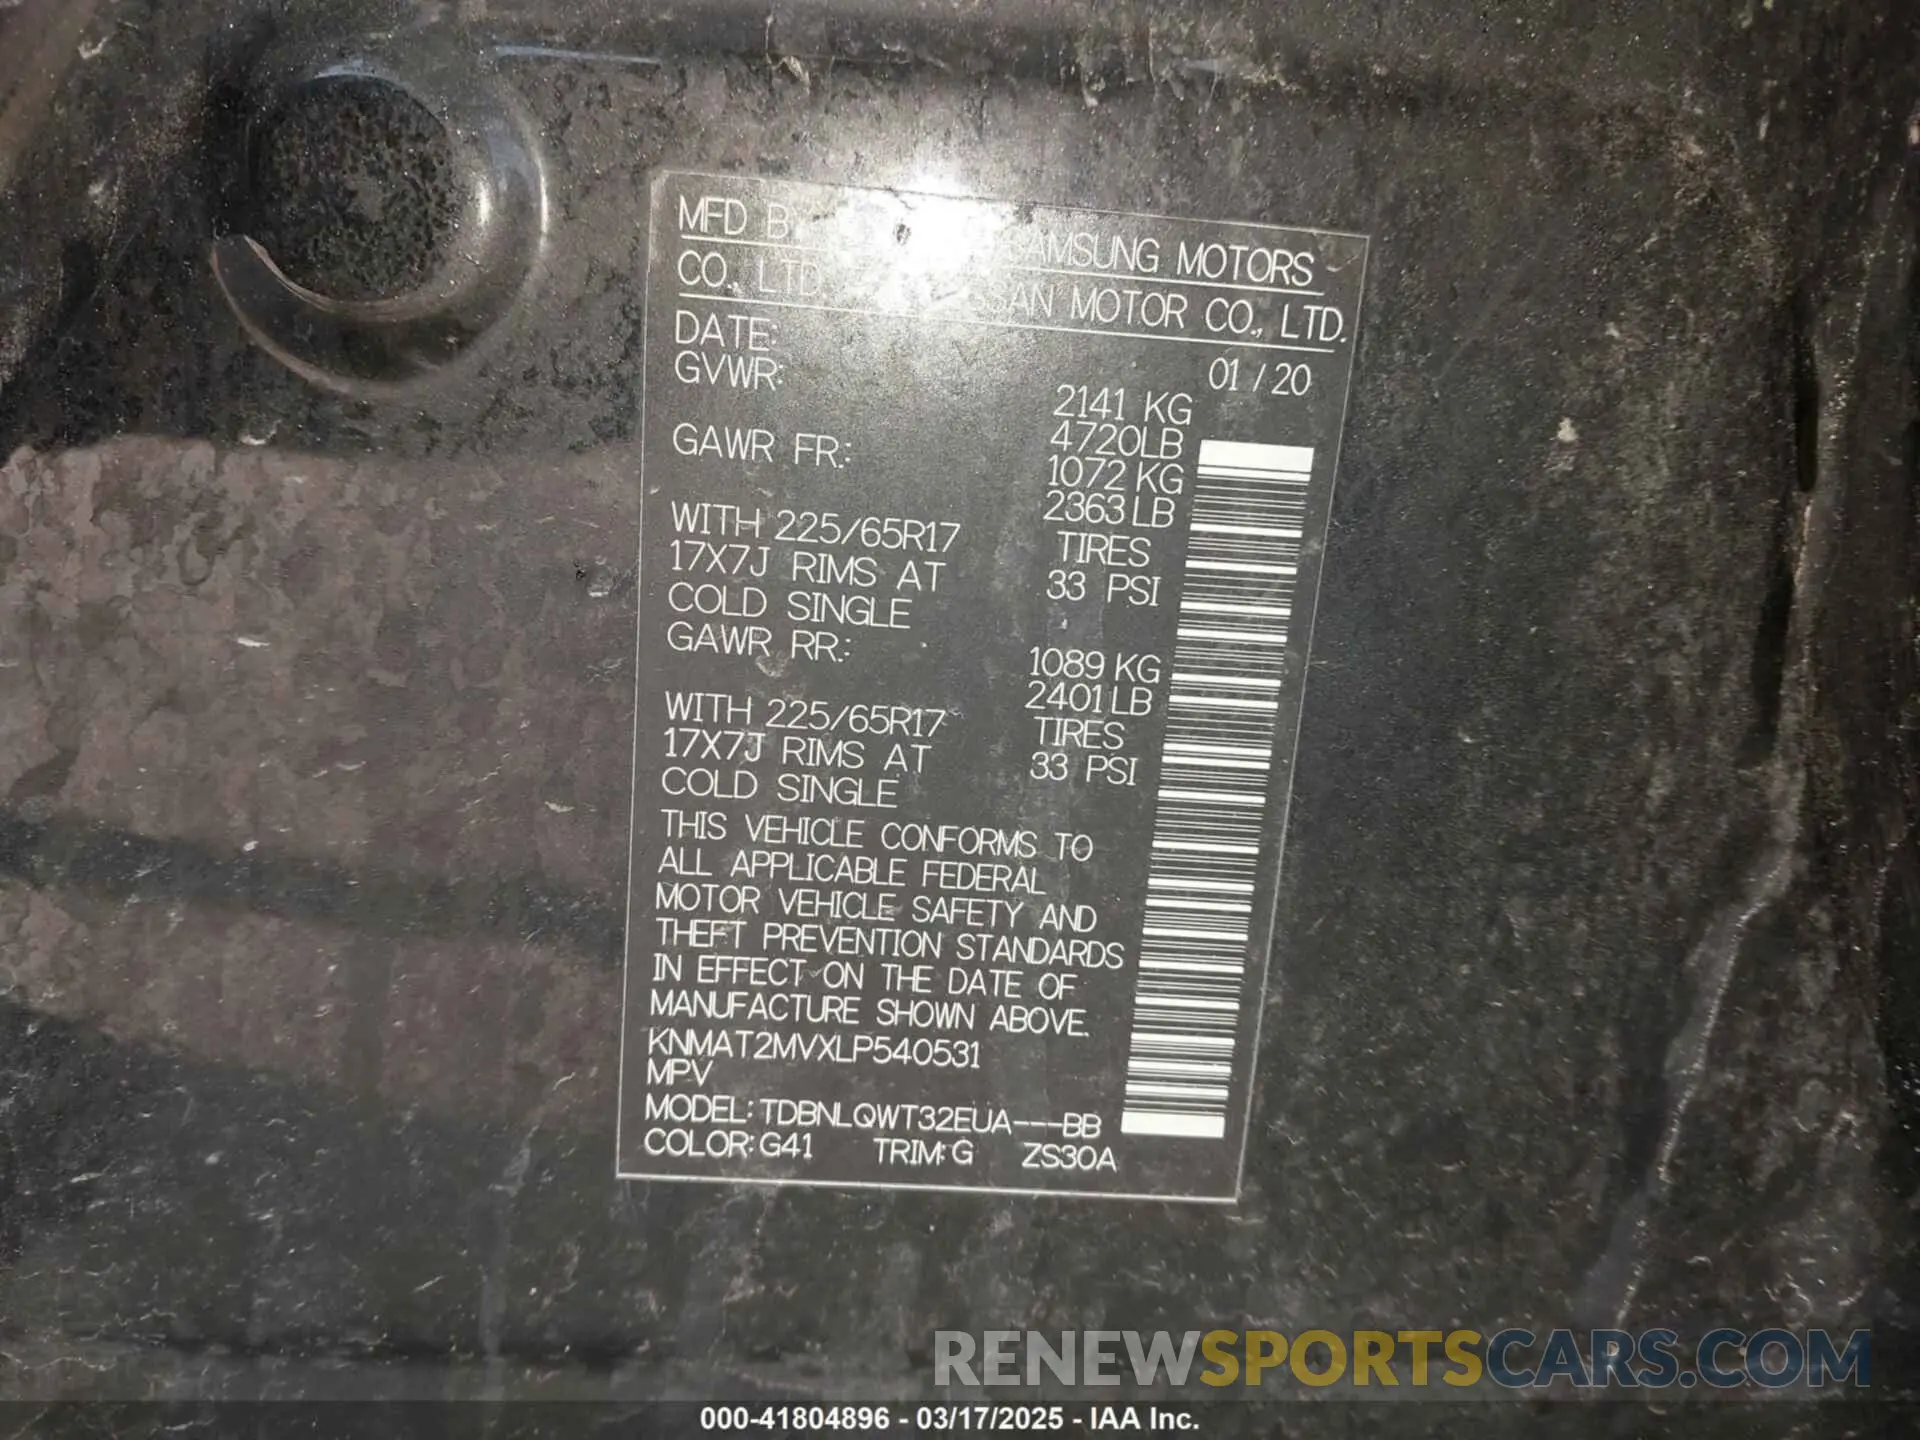 MFD SAMSUNG MOTORS
CO., LTD MOTOR CO., LTD.
DATE: 01 / 20
GVWR: 2141 KG
4720LB
GAWR FR: 1072 KG
2363 LB
WITH 225/65R17 TIRES
17X7J RIMS AT 33 PSI
COLD SINGLE
GAWR RR: 1089 KG
2401 LB
WITH 225/65R17 TIRES
17X7J RIMS AT 33 PSI
COLD SINGLE
THIS VEHICLE CONFORMS TO
ALL APPLICABLE FEDERAL
MOTOR VEHICLE SAFETY AND
THEFT PREVENTION STANDARDS
IN EFFECT ON THE DATE OF
MANUFACTURE SHOWN ABOVE.
KNMAT2MVXLP540531
MPV
MODEL: TDBNLQWT32EUA---BB
COLOR: G41 TRIM: G ZS30A
RENEWSPORTSCARS.COM
000-41804896 - 03/17/2025 - IAA Inc.